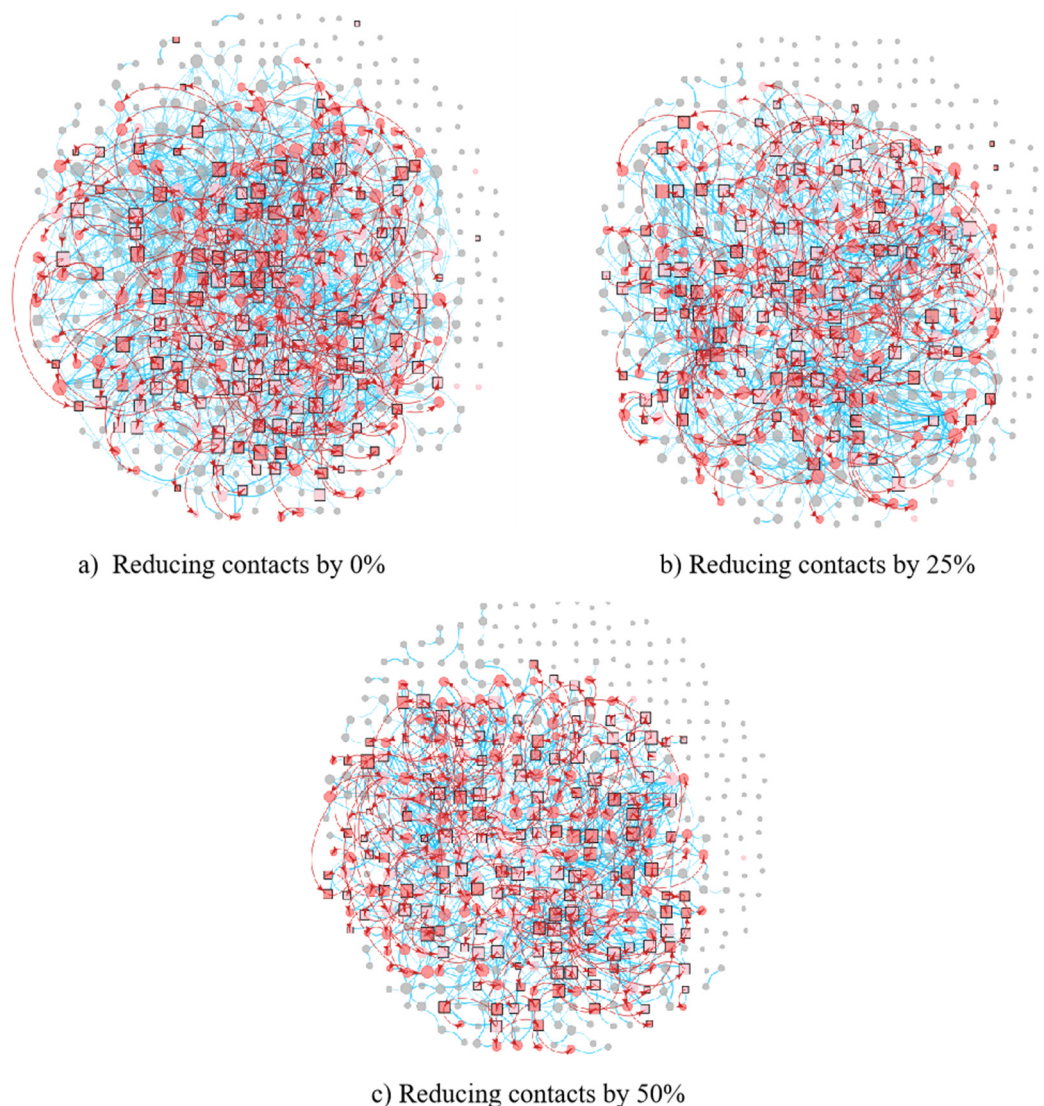 a) Reducing contacts by 0%
b) Reducing contacts by 25%
c) Reducing contacts by 50%